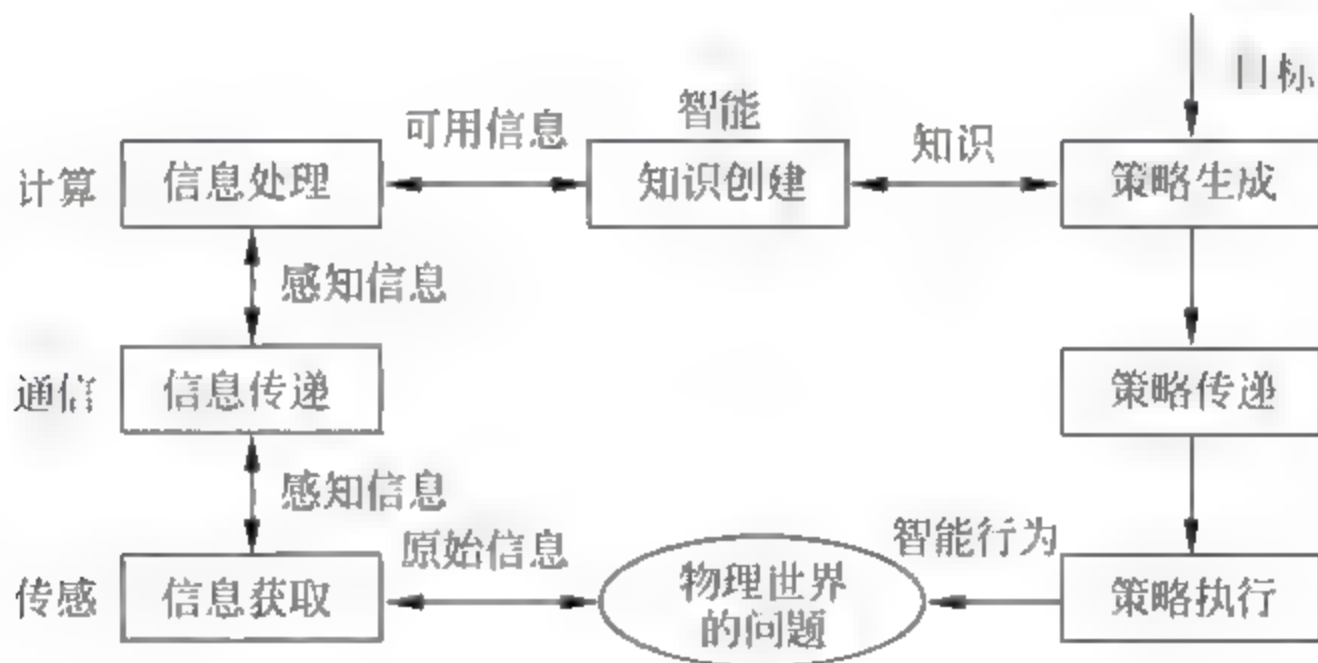 目标
智能
可用信息
知识
计算
信息处理
知识创建
策略生成
感知信息
通信
信息传递
策略传递
感知信息
原始信息
智能行为
传感
信息获取
物理世界
的问题
策略执行